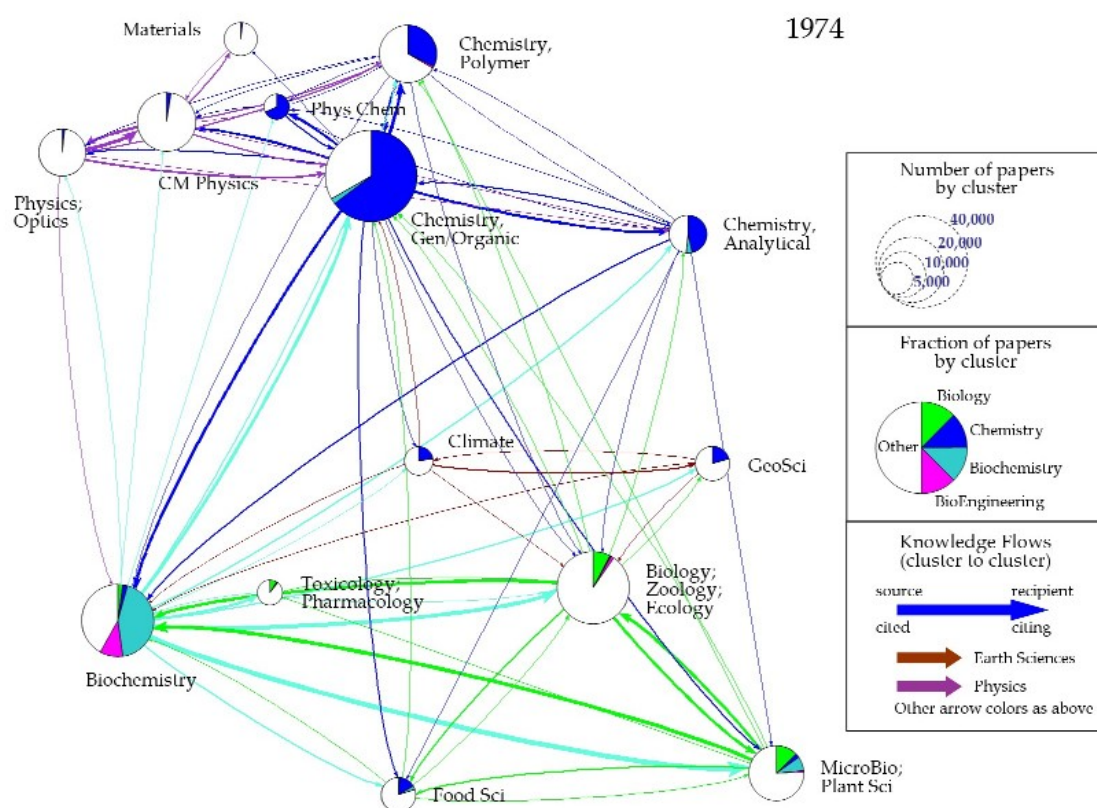 1974
Materials
Chemistry,
Polymer
Phys Chem
CM Physics
Physics;
Optics
Chemistry,
Gen/Organic
Chemistry,
Analytical
Climate
GeoSci
Toxicology;
Pharmacology
Biology;
Zoology;
Ecology
Biochemistry
Food Sci
MicroBio;
Plant Sci
Number of papers
by cluster
40,000
20,000
10,000
5,000
Fraction of papers
by cluster
Biology
Chemistry
Other
Biochemistry
BioEngineering
Knowledge Flows
(cluster to cluster)
source recipient
cited citing
Earth Sciences
Physics
Other arrow colors as above